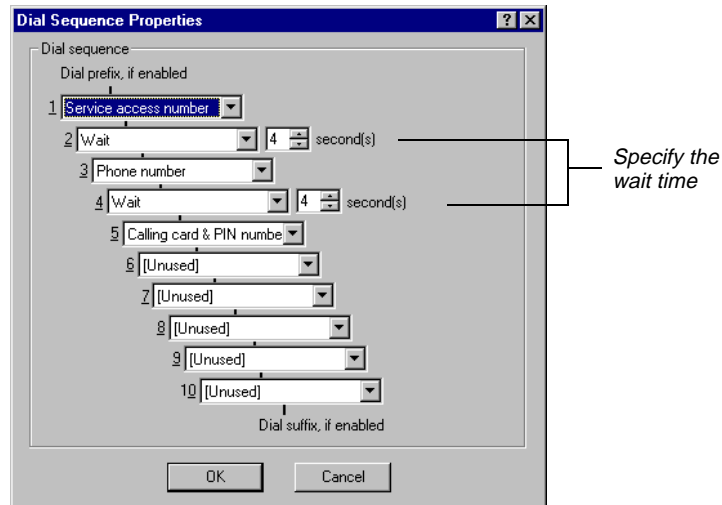 Dial Sequence Properties
Dial sequence
Dial prefix, if enabled
1 Service access number
2 Wait 4 second(s)
3 Phone number
4 Wait 4 second(s)
5 Calling card & PIN numbe
6 [Unused]
7 [Unused]
8 [Unused]
9 [Unused]
10 [Unused]
Dial suffix, if enabled
OK Cancel
Specify the
wait time